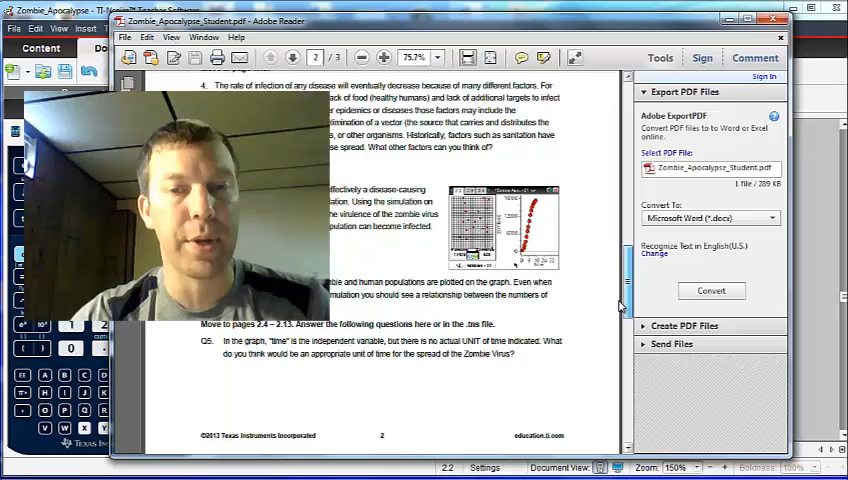 Zombie_Apocalypse - TI-Nspire™ Teacher Software
File Edit View Insert
Content
Zombie_Apocalypse_Student.pdf - Adobe Reader
File Edit View Window Help
2 / 3 75.7%
Tools Sign Comment
4. The rate of infection of any disease will eventually decrease because of many different factors. For
lack of food (healthy humans) and lack of additional targets to infect
epidemics or diseases those factors may include the
elimination of a vector (the source that carries and distributes the
, or other organisms. Historically, factors such as sanitation have
spread. What other factors can you think of?
effectively a disease-causing
Using the simulation on
the virulence of the zombie virus
can become infected.
and human populations are plotted on the graph. Even when
you should see a relationship between the numbers of
Move to pages 2.4 – 2.13. Answer the following questions here or in the .tns file.
Q5. In the graph, "time" is the independent variable, but there is no actual UNIT of time indicated. What
do you think would be an appropriate unit of time for the spread of the Zombie Virus?
©2013 Texas Instruments Incorporated 2 education.ti.com
Sign In
Export PDF Files
Adobe ExportPDF
Convert PDF files to to Word or Excel
online.
Select PDF File:
Zombie_Apocalypse_Student.pdf
1 file / 289 KB
Convert To:
Microsoft Word (*.docx)
Recognize Text in English(U.S.)
Change
Convert
Create PDF Files
Send Files
Texas Instruments
2.2 Settings Document View: Zoom: 150% Boldness: 100%